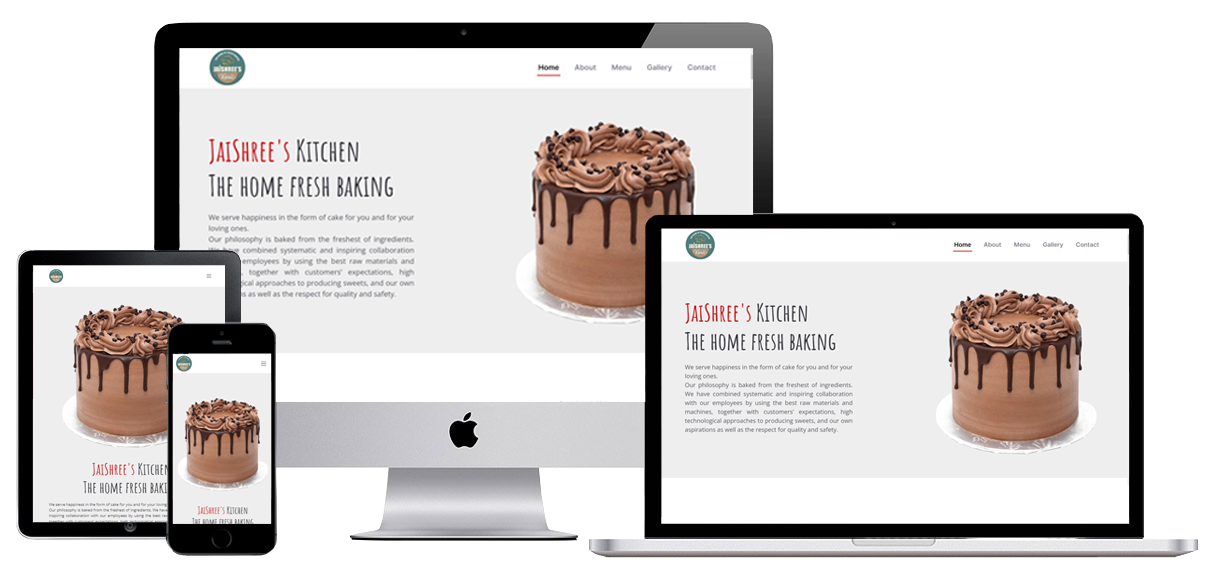 JAISHREE'S
Home About Menu Gallery Contact
JaiShree's Kitchen
The home fresh baking
We serve happiness in the form of cake for you and for your
loving ones.
Our philosophy is baked from the freshest of ingredients.
We have combined systematic and inspiring collaboration
employees by using the best raw materials and
together with customers' expectations, high
approaches to producing sweets, and our own
as well as the respect for quality and safety.
JAISHREE'S
Home About Menu Gallery Contact
JaiShree's Kitchen
The home fresh baking
We serve happiness in the form of cake for you and for your
loving ones.
Our philosophy is baked from the freshest of ingredients.
We have combined systematic and inspiring collaboration
with our employees by using the best raw materials and
machines, together with customers' expectations, high
technological approaches to producing sweets, and our own
aspirations as well as the respect for quality and safety.
JaiShree's Kitchen
The home fresh
We serve happiness in the form of cake for you and for your loving
Our philosophy is baked from the freshest of ingredients. We have
inspiring collaboration with our employees by using the best raw
JaiShree's Kitchen
The home fresh baking